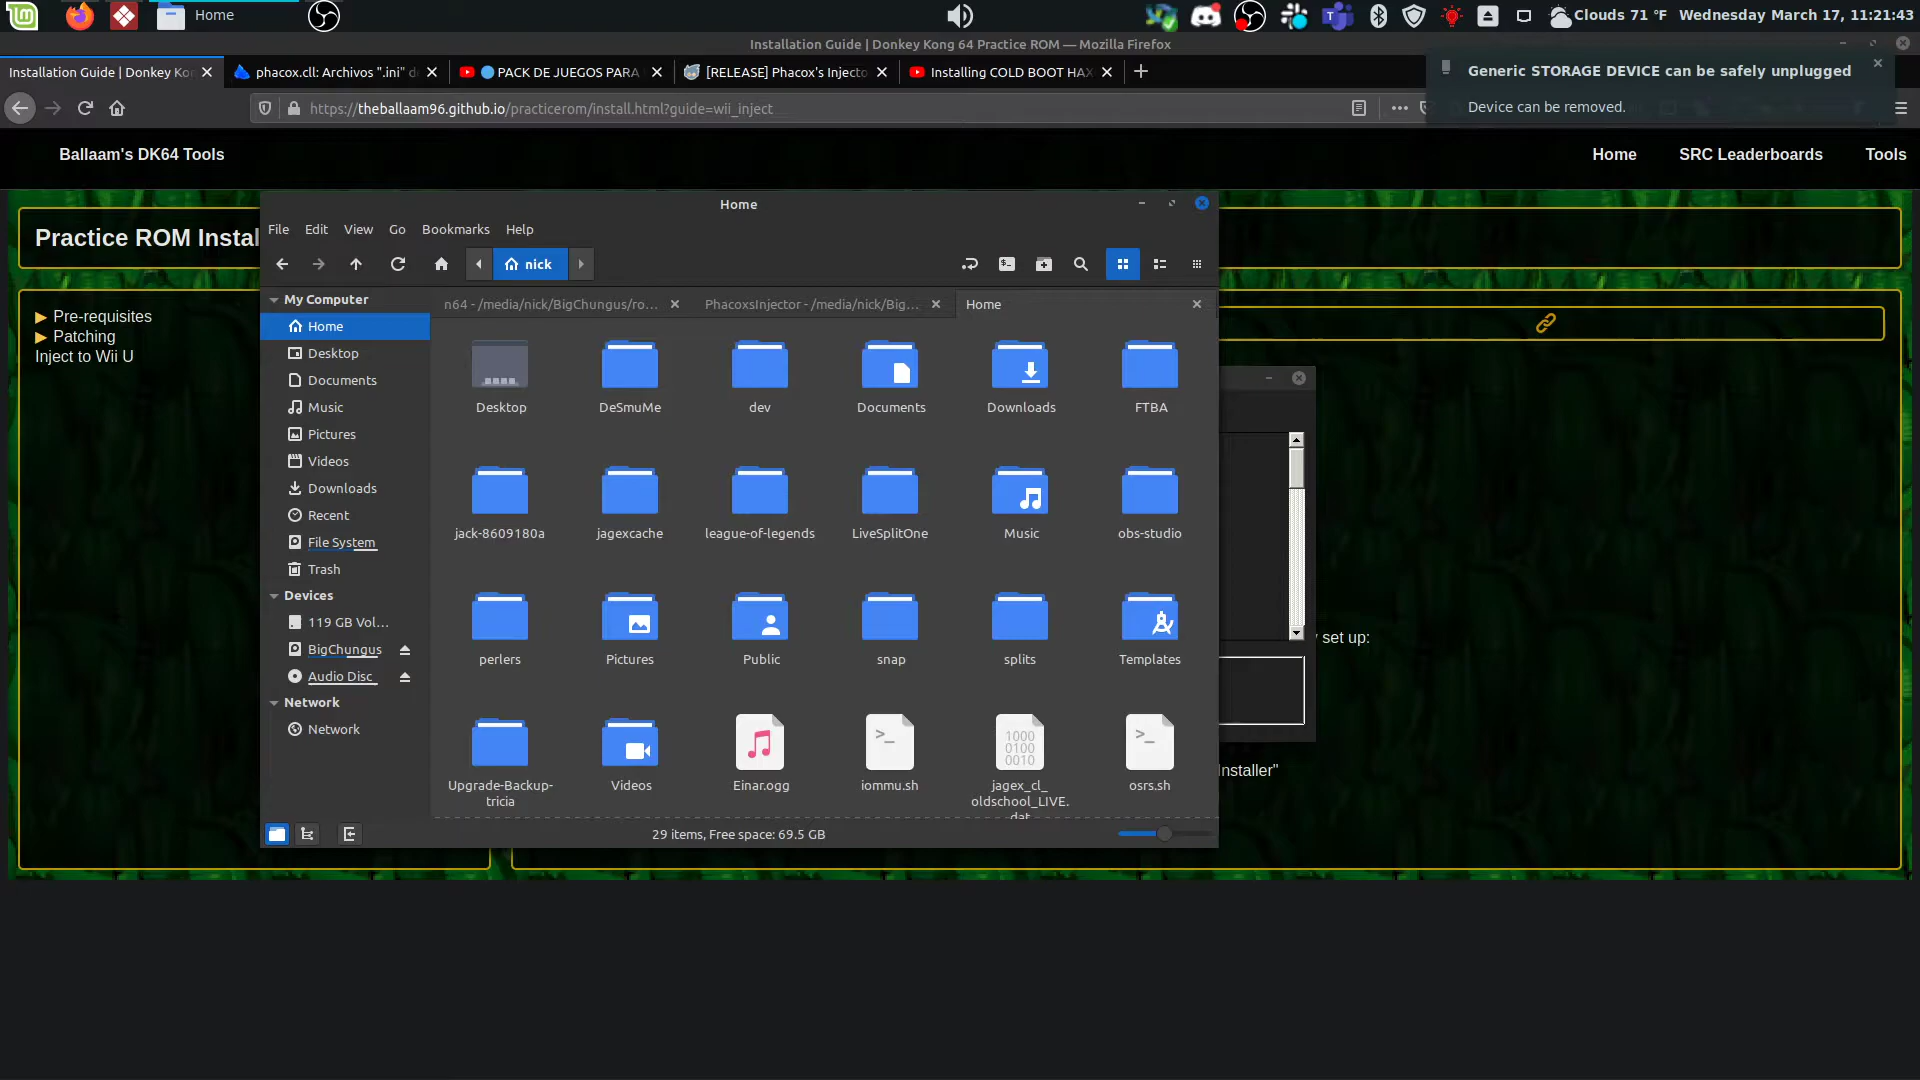 Home
Clouds 71 °F Wednesday March 17, 11:21:43
Installation Guide | Donkey Kong 64 Practice ROM — Mozilla Firefox
Installation Guide | Donkey Kon
phacox.cll: Archivos ".ini" d
PACK DE JUEGOS PARA
[RELEASE] Phacox's Injecto
Installing COLD BOOT HAX
Generic STORAGE DEVICE can be safely unplugged
Device can be removed.
https://theballaam96.github.io/practicerom/install.html?guide=wii_inject
Ballaam's DK64 Tools
Home SRC Leaderboards Tools
Practice ROM Instal
Pre-requisites
Patching
Inject to Wii U
Home
File Edit View Go Bookmarks Help
nick
My Computer
Home
Desktop
Documents
Music
Pictures
Videos
Downloads
Recent
File System
Trash
Devices
119 GB Vol...
BigChungus
Audio Disc
Network
Network
n64 - /media/nick/BigChungus/ro...
PhacoxsInjector - /media/nick/Big...
Home
Desktop DeSmuMe dev Documents Downloads FTBA
jack-8609180a jagexcache league-of-legends LiveSplitOne Music obs-studio
perlers Pictures Public snap splits Templates
Upgrade-Backup-
tricia
Videos
Einar.ogg
iommu.sh
jagex_cl_
oldschool_LIVE.
dat
osrs.sh
29 items, Free space: 69.5 GB
set up:
nstaller"